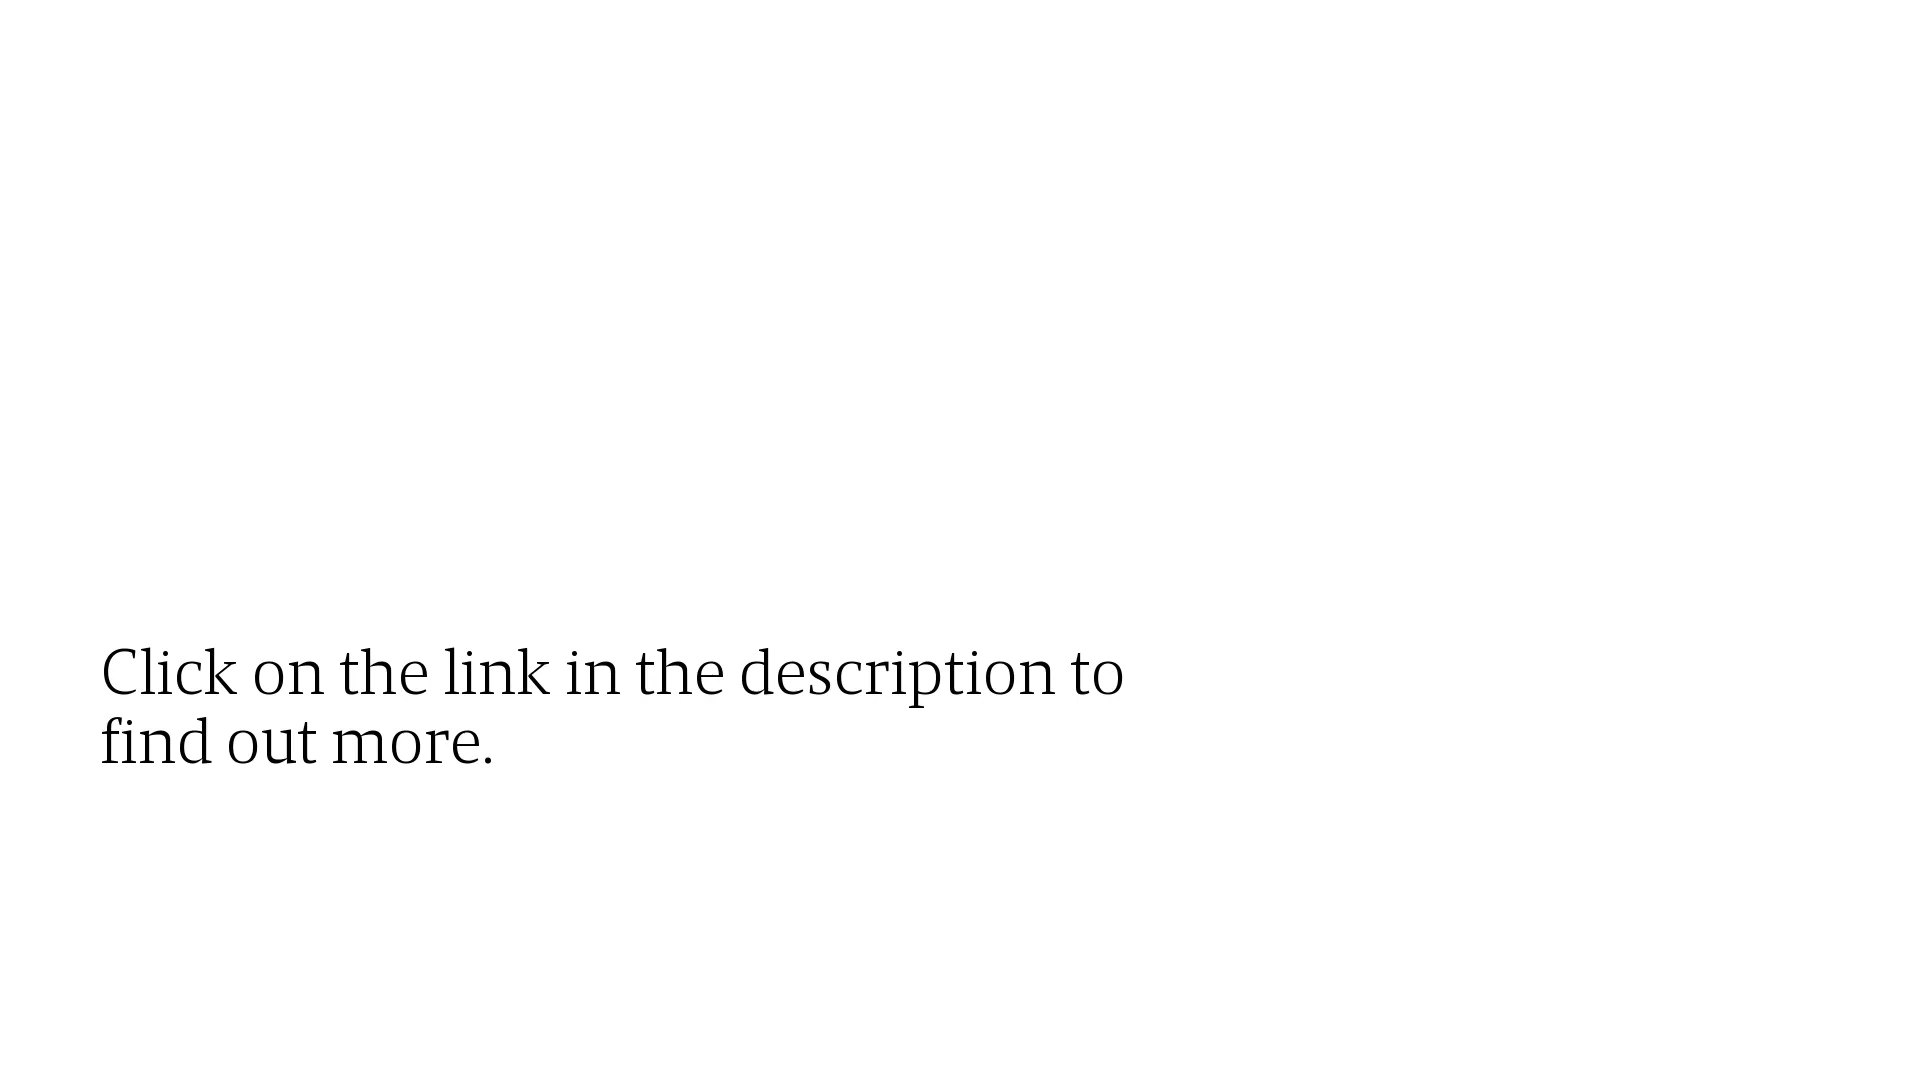 Click on the link in the description to
find out more.